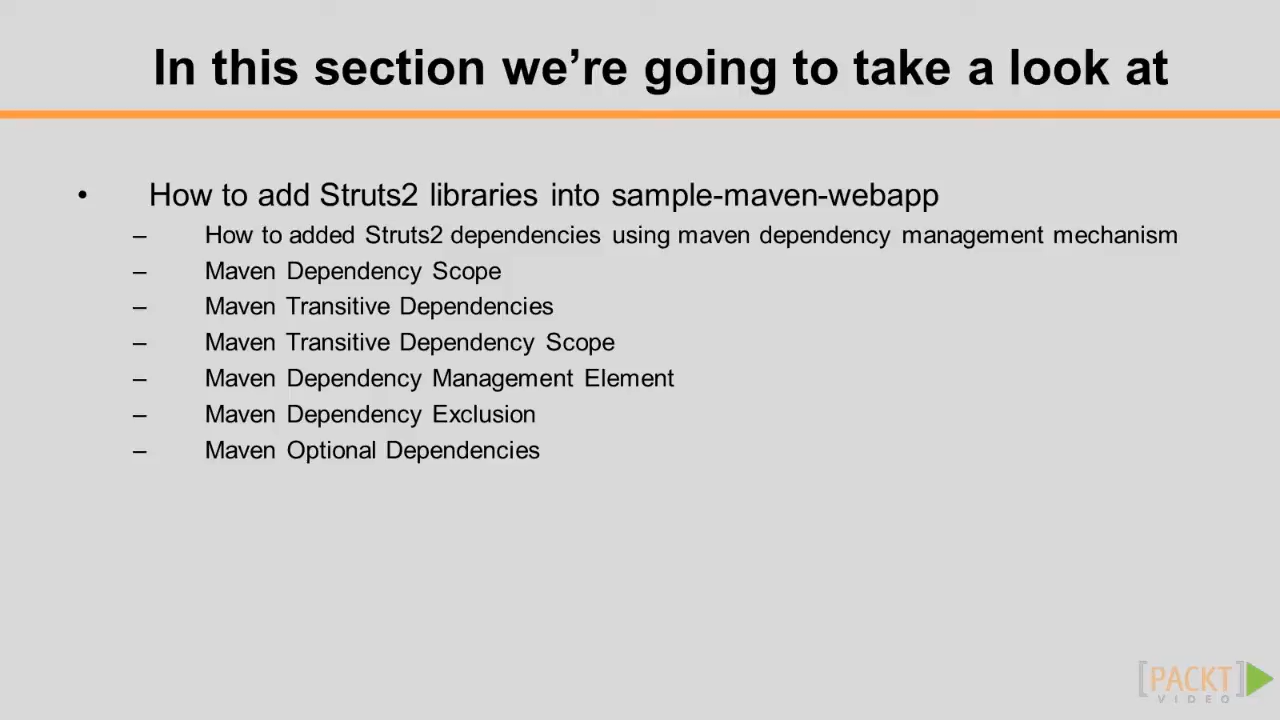 In this section we’re going to take a look at
• How to add Struts2 libraries into sample-maven-webapp
– How to added Struts2 dependencies using maven dependency management mechanism
– Maven Dependency Scope
– Maven Transitive Dependencies
– Maven Transitive Dependency Scope
– Maven Dependency Management Element
– Maven Dependency Exclusion
– Maven Optional Dependencies
[PACKT]
VIDEO